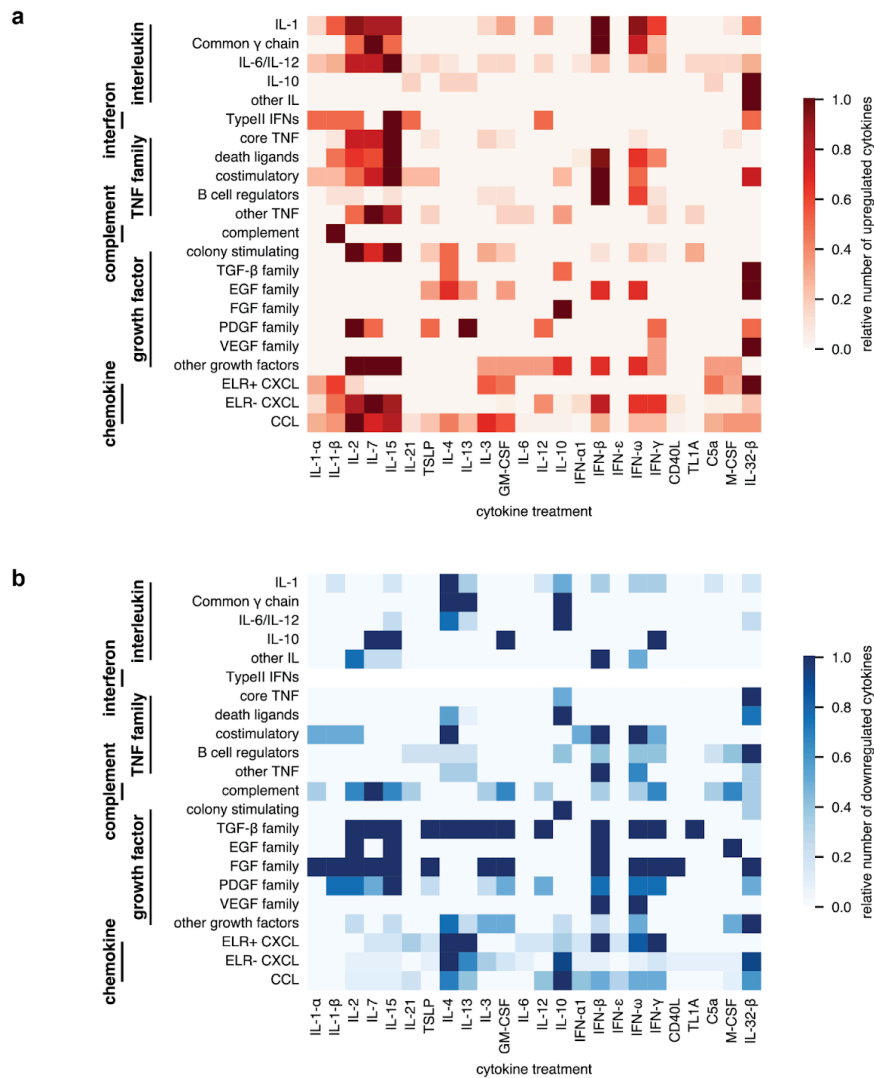 a
interleukin
interferon
TNF family
complement
growth factor
chemokine
IL-1
Common γ chain
IL-6/IL-12
IL-10
other IL
TypeII IFNs
core TNF
death ligands
costimulatory
B cell regulators
other TNF
complement
colony stimulating
TGF-β family
EGF family
FGF family
PDGF family
VEGF family
other growth factors
ELR+ CXCL
ELR- CXCL
CCL
IL-1-α
IL-1-β
IL-2
IL-7
IL-15
IL-21
TSLP
IL-4
IL-13
IL-3
GM-CSF
IL-6
IL-12
IL-10
IFN-α1
IFN-β
IFN-ε
IFN-ω
IFN-γ
CD40L
TL1A
C5a
M-CSF
IL-32-β
cytokine treatment
1.0
0.8
0.6
0.4
0.2
0.0
relative number of upregulated cytokines
b
interleukin
interferon
TNF family
complement
growth factor
chemokine
IL-1
Common γ chain
IL-6/IL-12
IL-10
other IL
TypeII IFNs
core TNF
death ligands
costimulatory
B cell regulators
other TNF
complement
colony stimulating
TGF-β family
EGF family
FGF family
PDGF family
VEGF family
other growth factors
ELR+ CXCL
ELR- CXCL
CCL
IL-1-α
IL-1-β
IL-2
IL-7
IL-15
IL-21
TSLP
IL-4
IL-13
IL-3
GM-CSF
IL-6
IL-12
IL-10
IFN-α1
IFN-β
IFN-ε
IFN-ω
IFN-γ
CD40L
TL1A
C5a
M-CSF
IL-32-β
cytokine treatment
1.0
0.8
0.6
0.4
0.2
0.0
relative number of downregulated cytokines